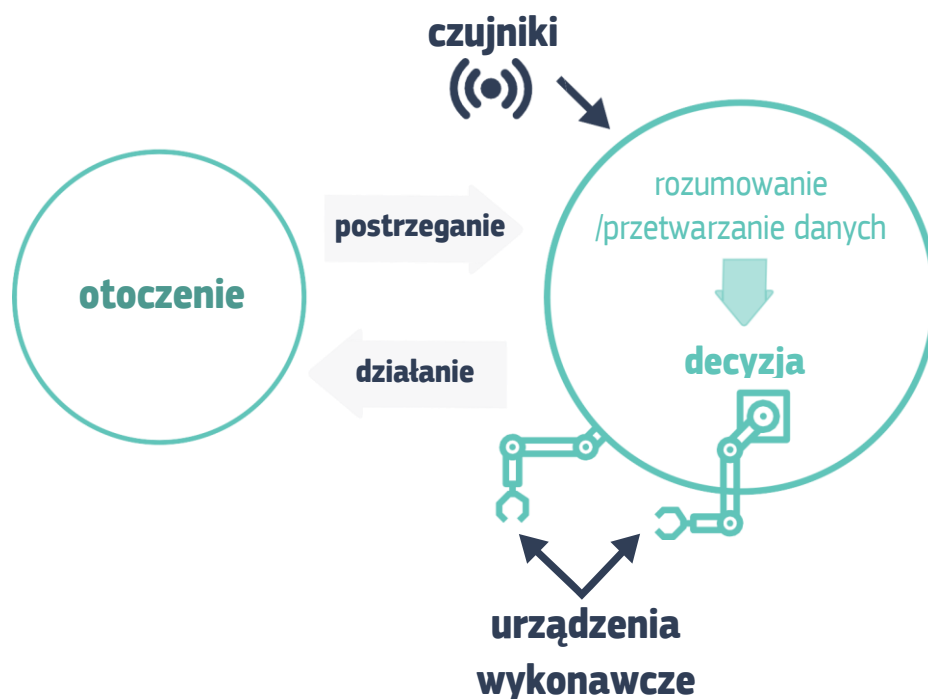 czujniki
rozumowanie
/przetwarzanie danych
postrzeganie
otoczenie
działanie
decyzja
urządzenia
wykonawcze